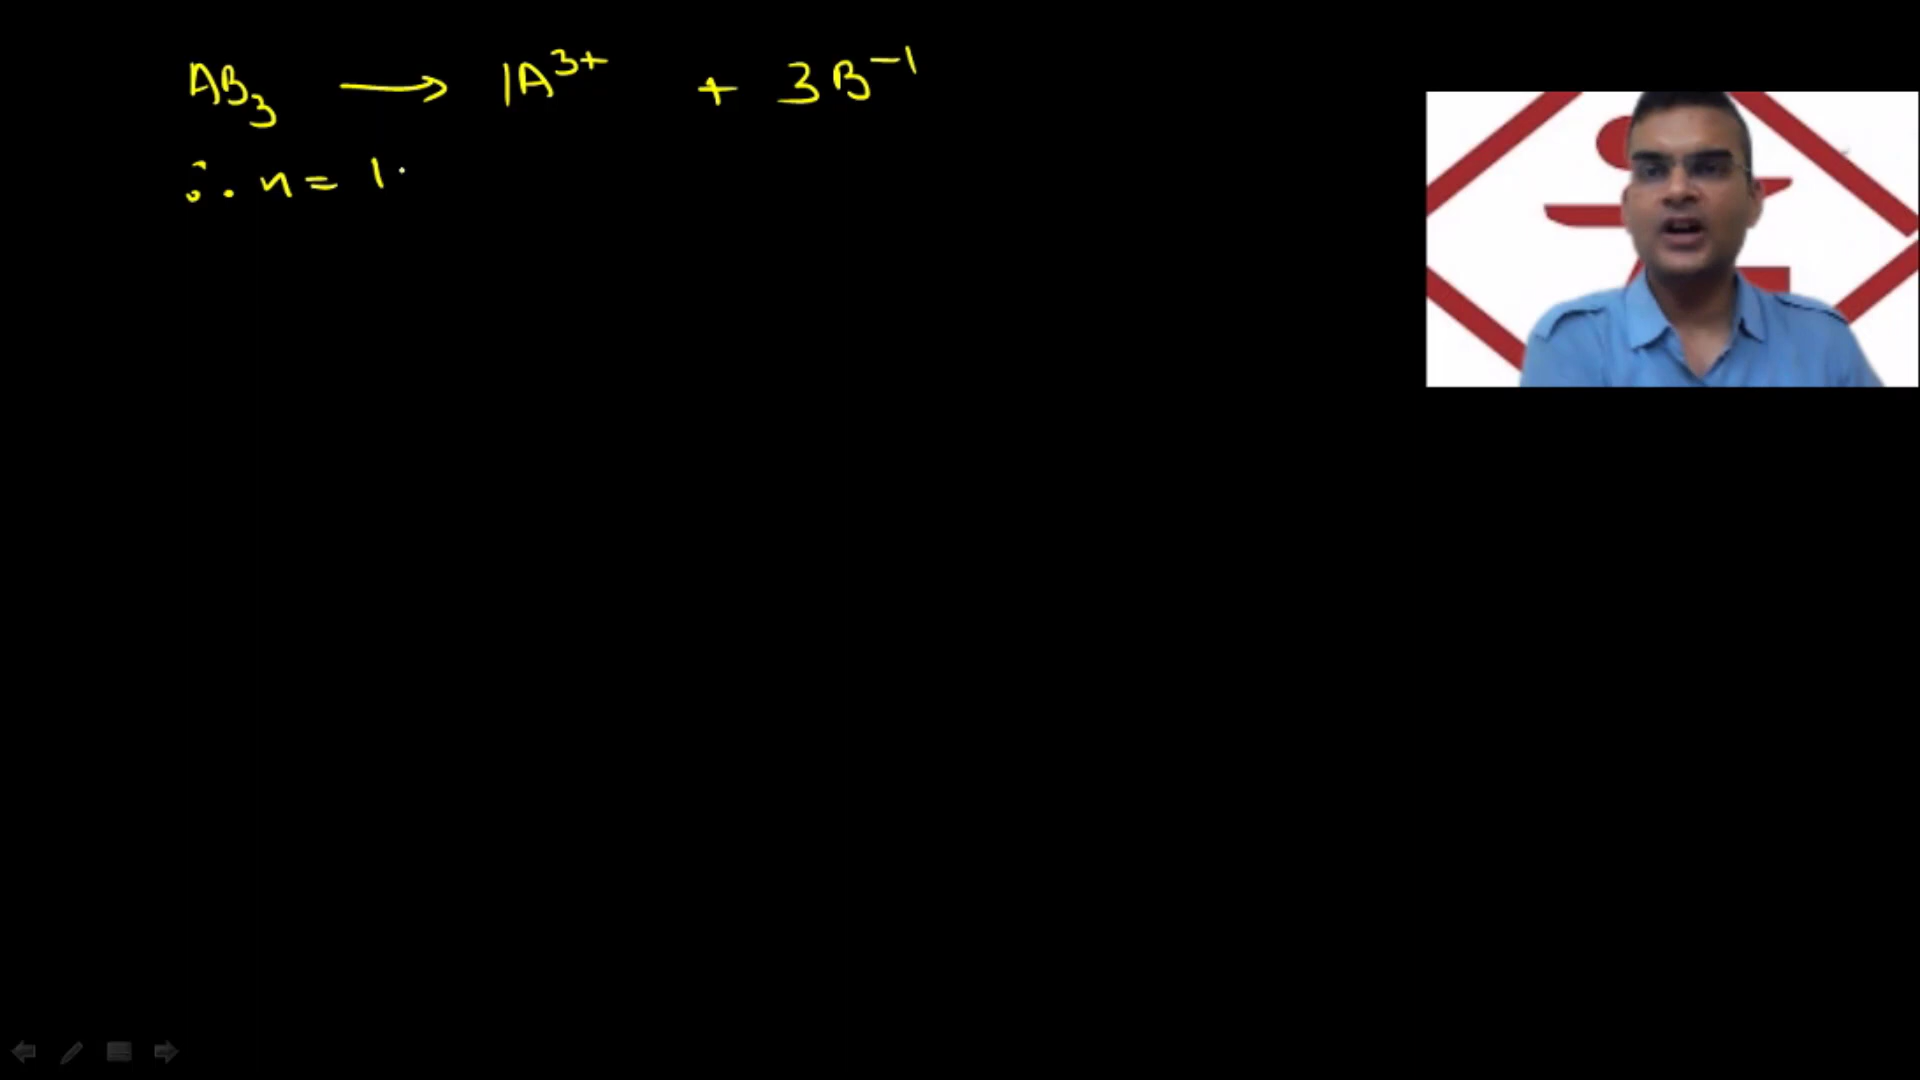 AB₃ ⟶ 1A³⁺ + 3B⁻¹
∴ n = 1